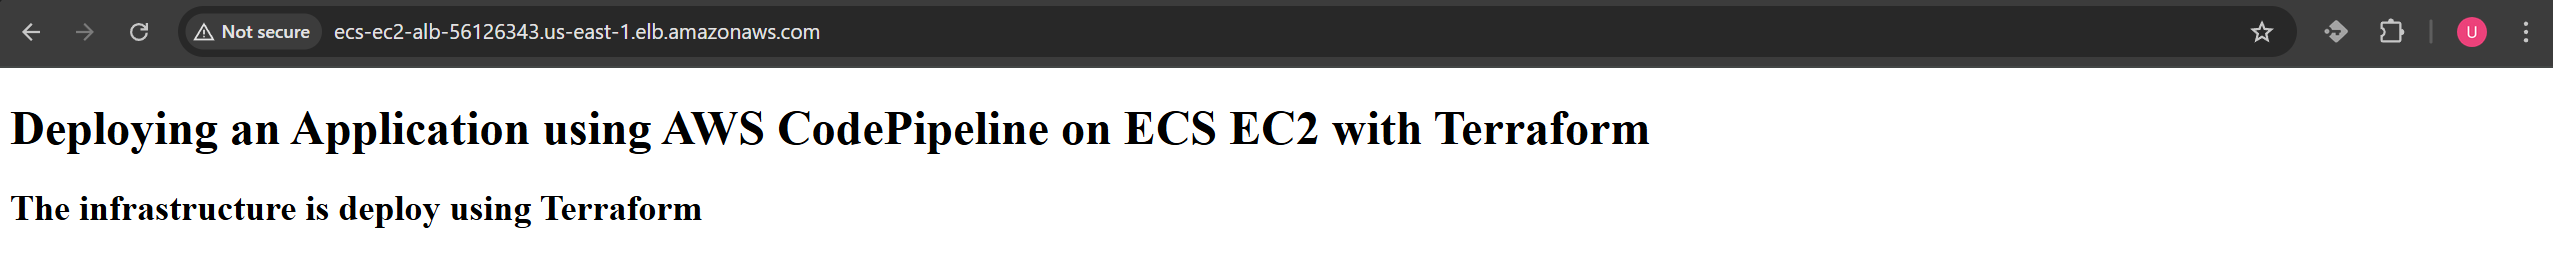 Not secure ecs-ec2-alb-56126343.us-east-1.elb.amazonaws.com U
Deploying an Application using AWS CodePipeline on ECS EC2 with Terraform
The infrastructure is deploy using Terraform